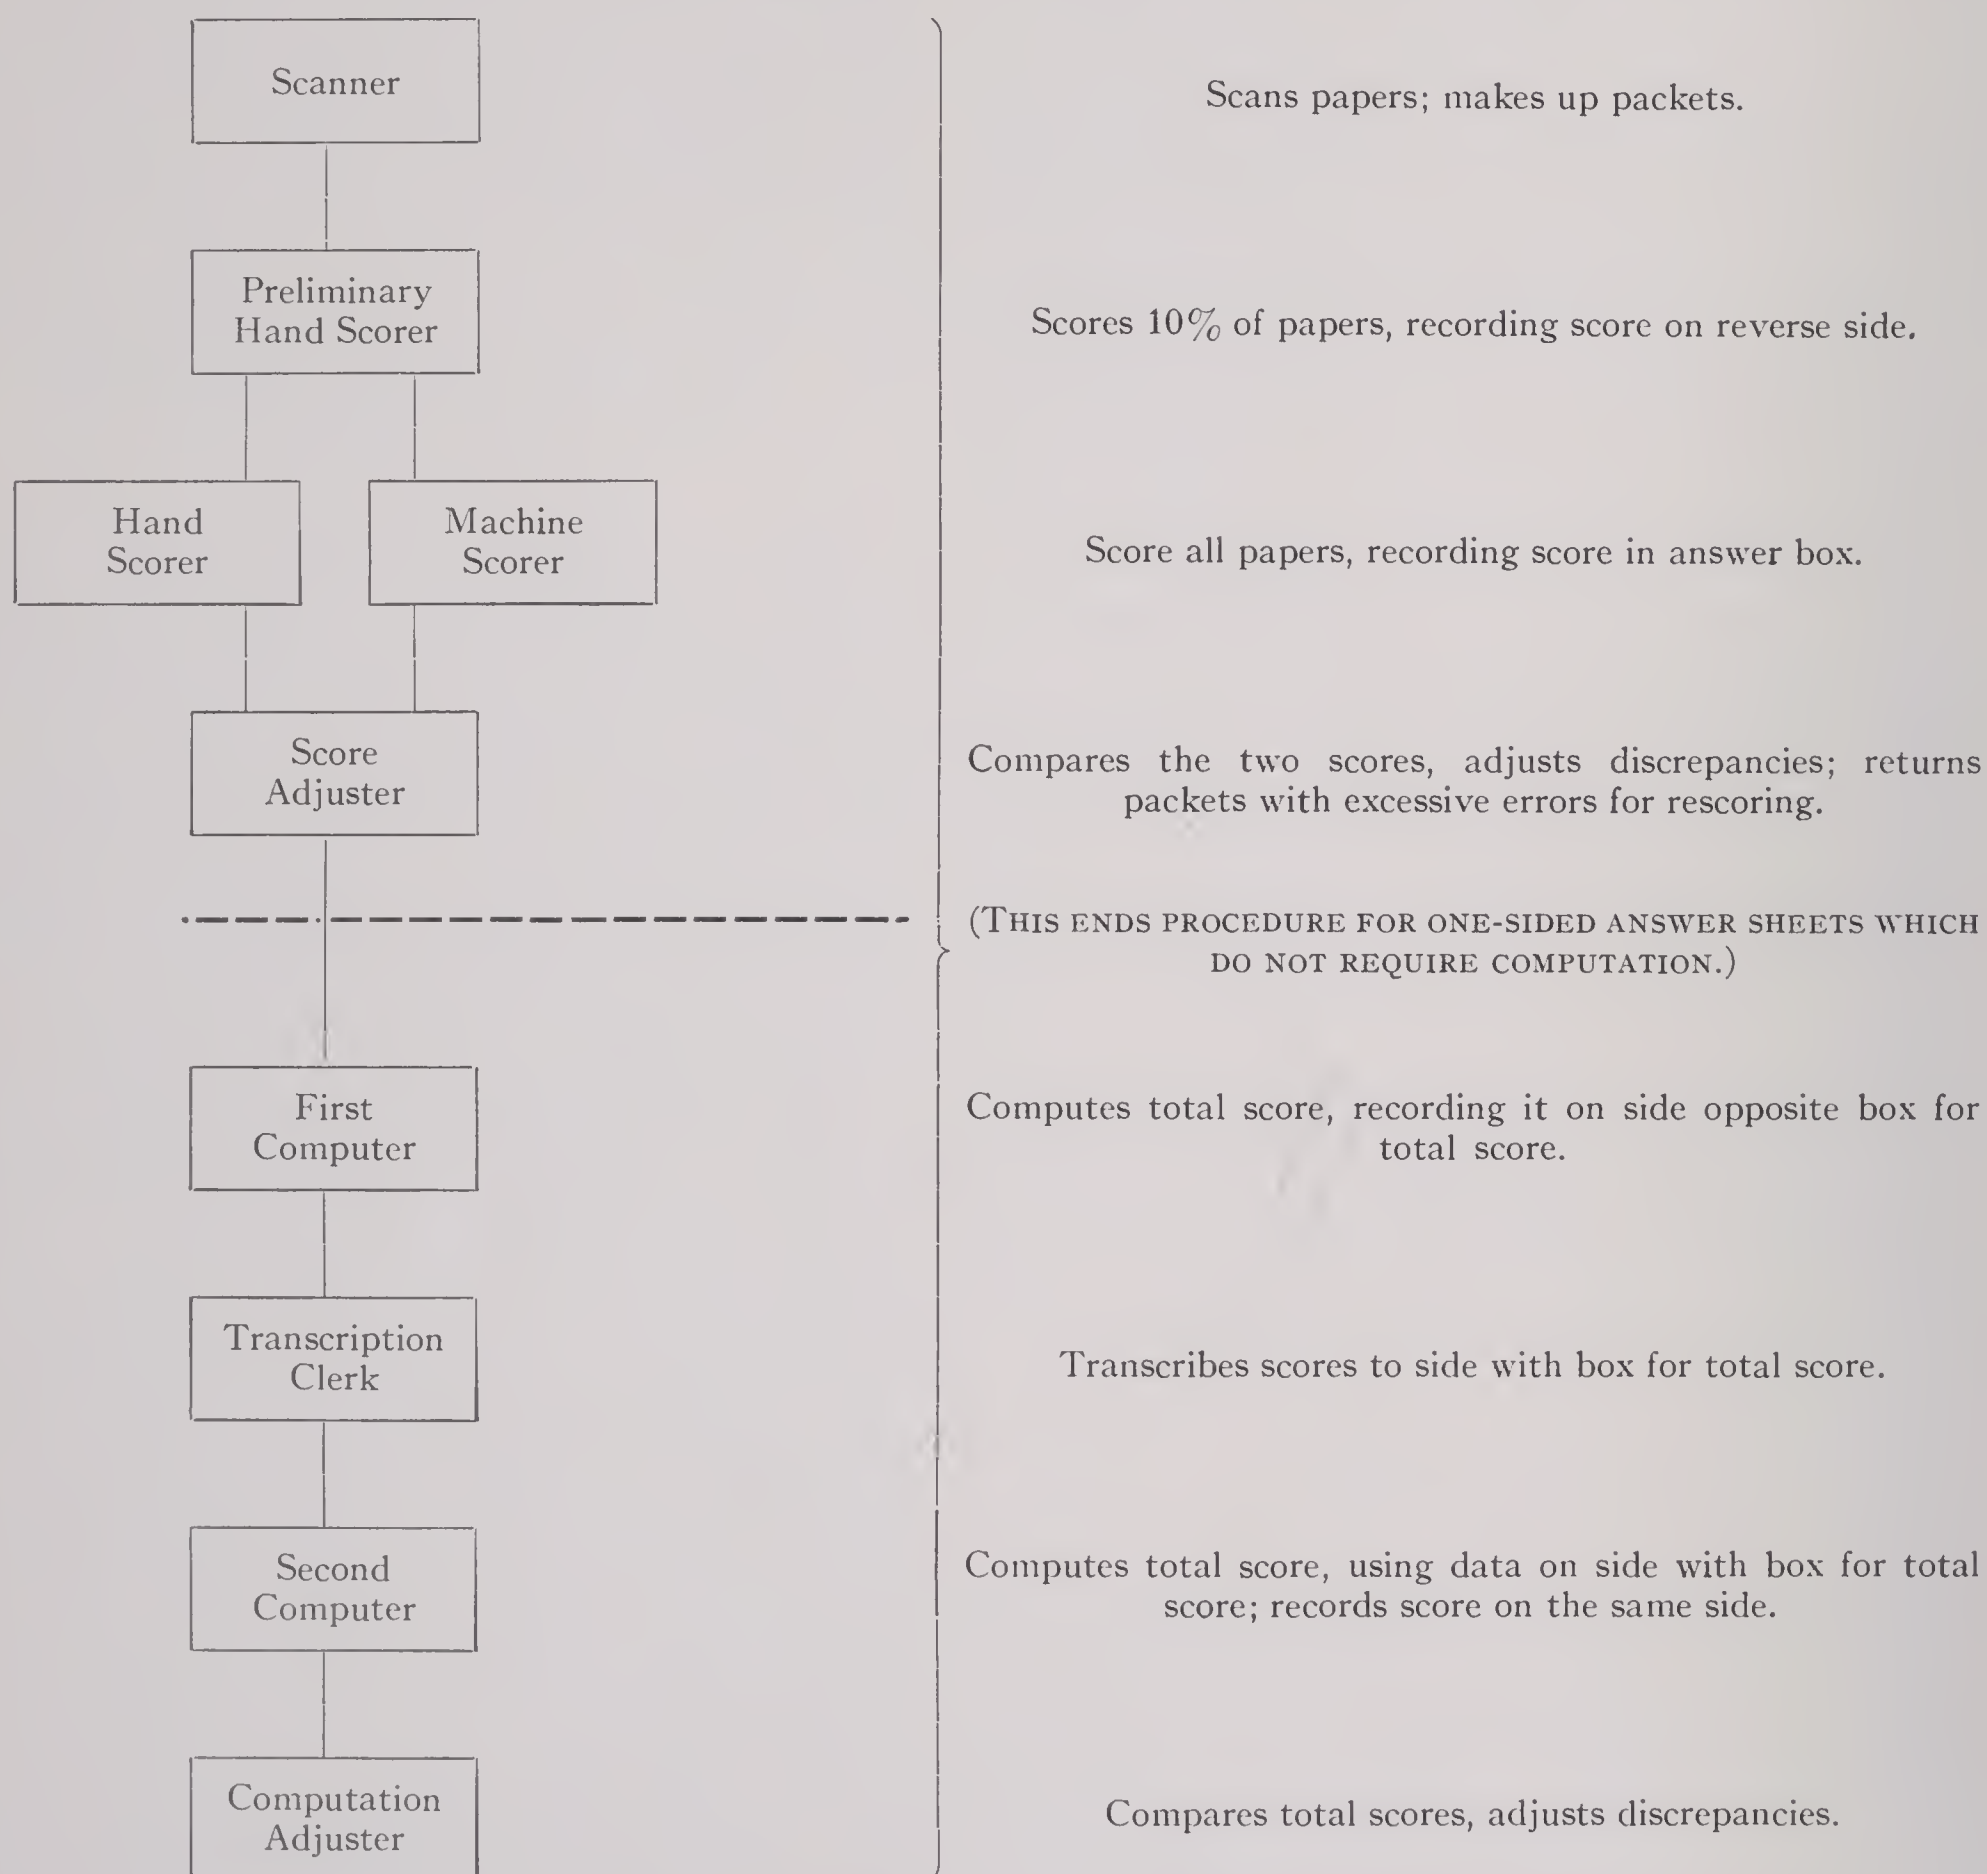 Scanner
Scans papers; makes up packets.
Preliminary
Hand Scorer
Scores 10% of papers, recording score on reverse side.
Hand
Scorer
Machine
Scorer
Score all papers, recording score in answer box.
Score
Adjuster
Compares the two scores, adjusts discrepancies; returns
packets with excessive errors for rescoring.
(THIS ENDS PROCEDURE FOR ONE-SIDED ANSWER SHEETS WHICH
DO NOT REQUIRE COMPUTATION.)
First
Computer
Computes total score, recording it on side opposite box for
total score.
Transcription
Clerk
Transcribes scores to side with box for total score.
Second
Computer
Computes total score, using data on side with box for total
score; records score on the same side.
Computation
Adjuster
Compares total scores, adjusts discrepancies.